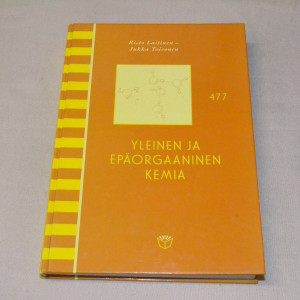 Risto Laitinen –
Jukka Toivonen
477
YLEINEN JA
EPÄORGAANINEN
KEMIA